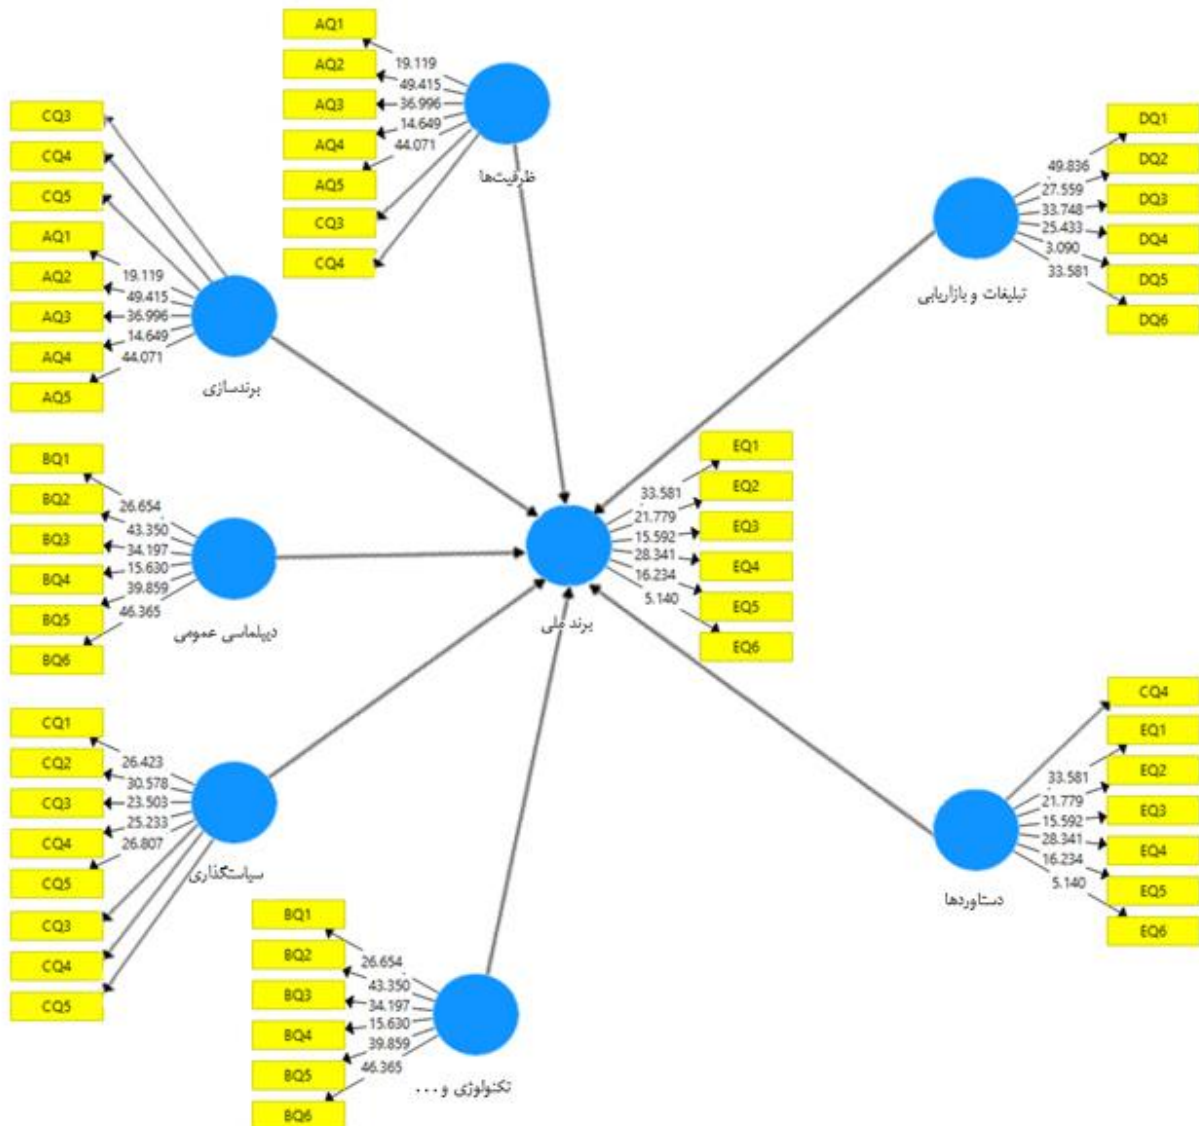 AQ1
AQ2
AQ3
AQ4
AQ5
CQ3
CQ4
19.119
49.415
36.996
14.649
44.071
ظرفیت‌ها
CQ3
CQ4
CQ5
AQ1
AQ2
AQ3
AQ4
AQ5
19.119
49.415
36.996
14.649
44.071
برندسازی
DQ1
DQ2
DQ3
DQ4
DQ5
DQ6
49.836
27.559
33.748
25.433
3.090
33.581
تبلیغات و بازاریابی
BQ1
BQ2
BQ3
BQ4
BQ5
BQ6
26.654
43.350
34.197
15.630
39.859
46.365
دیپلماسی عمومی
EQ1
EQ2
EQ3
EQ4
EQ5
EQ6
33.581
21.779
15.592
28.341
16.234
5.140
برند ملی
CQ1
CQ2
CQ3
CQ4
CQ5
CQ3
CQ4
CQ5
26.423
30.578
23.503
25.233
26.807
سیاستگذاری
CQ4
EQ1
EQ2
EQ3
EQ4
EQ5
EQ6
33.581
21.779
15.592
28.341
16.234
5.140
دستاوردها
BQ1
BQ2
BQ3
BQ4
BQ5
BQ6
26.654
43.350
34.197
15.630
39.859
46.365
تکنولوژی و ...